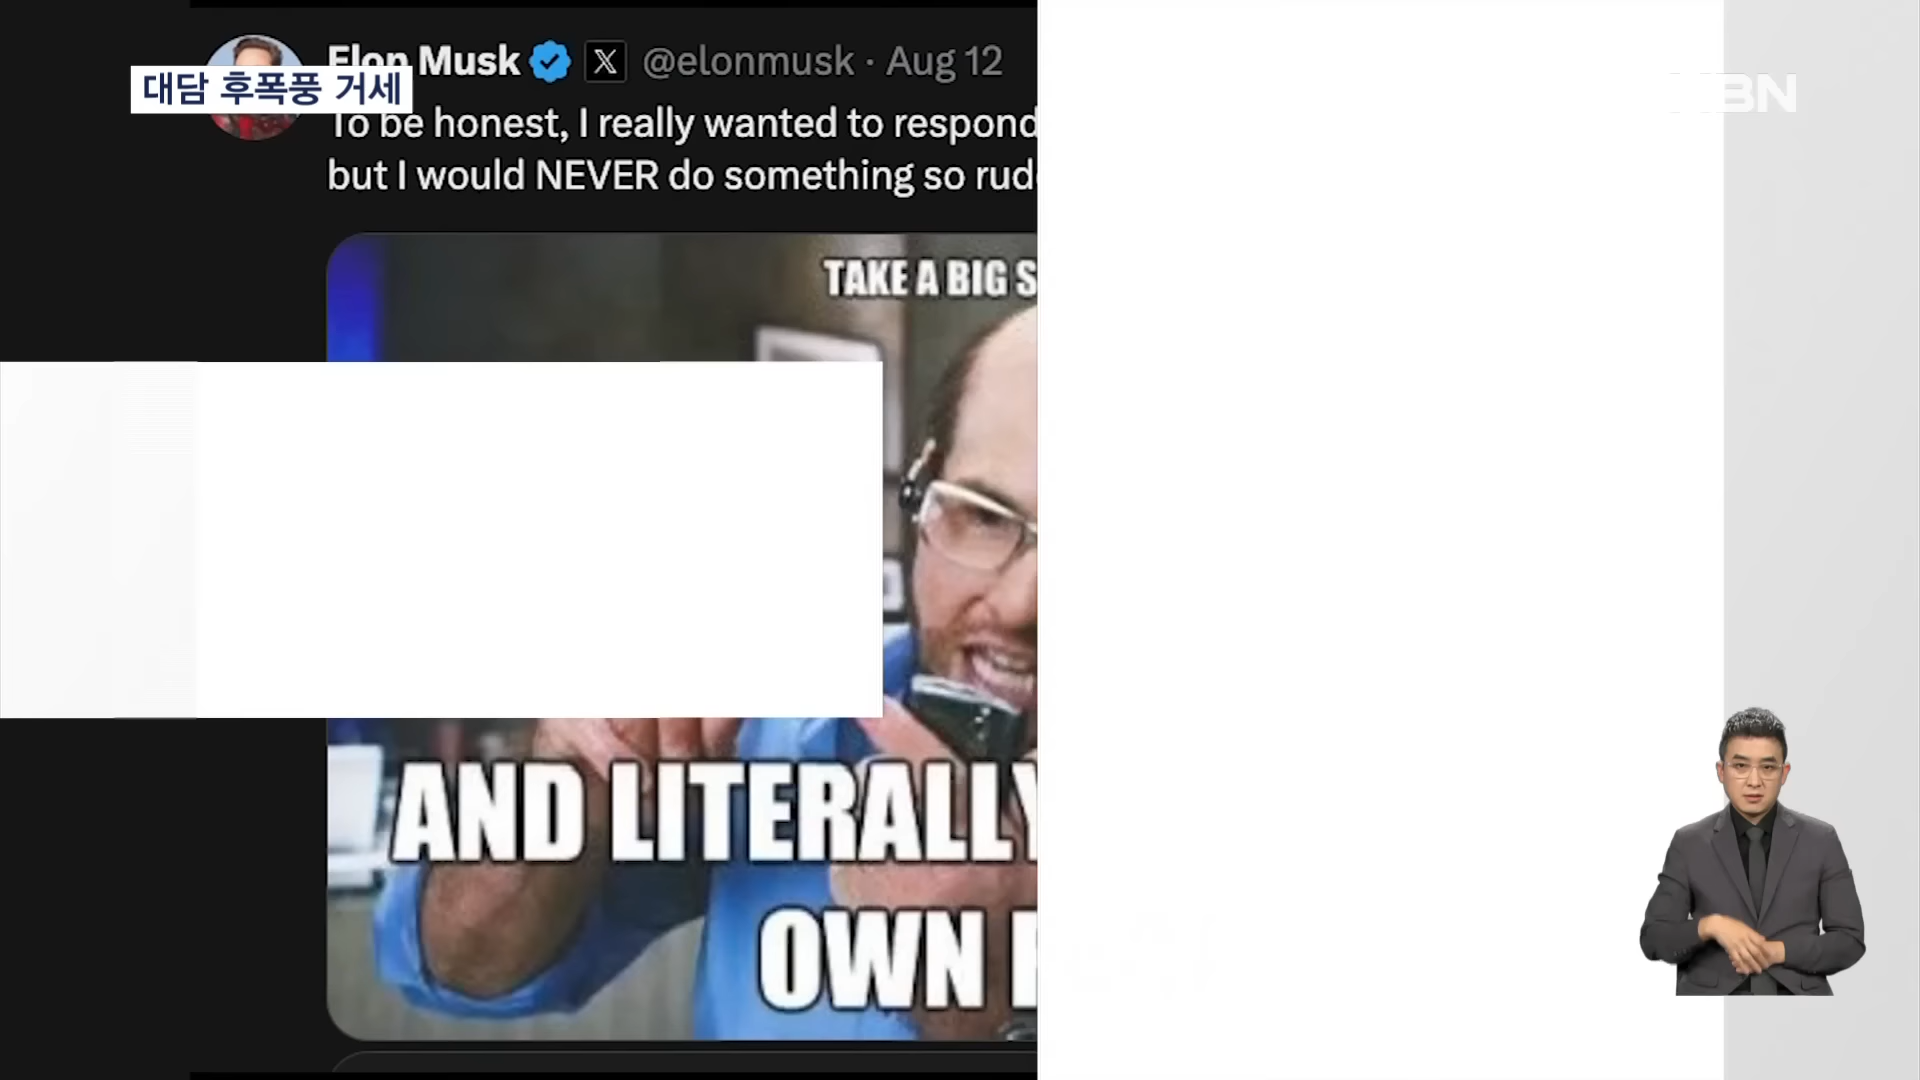 Elon Musk @elonmusk · Aug 12
대담 후폭풍 거세
To be honest, I really wanted to respond
but I would NEVER do something so
TAKE A BIG
AND LITERALLY
OWN
MBN